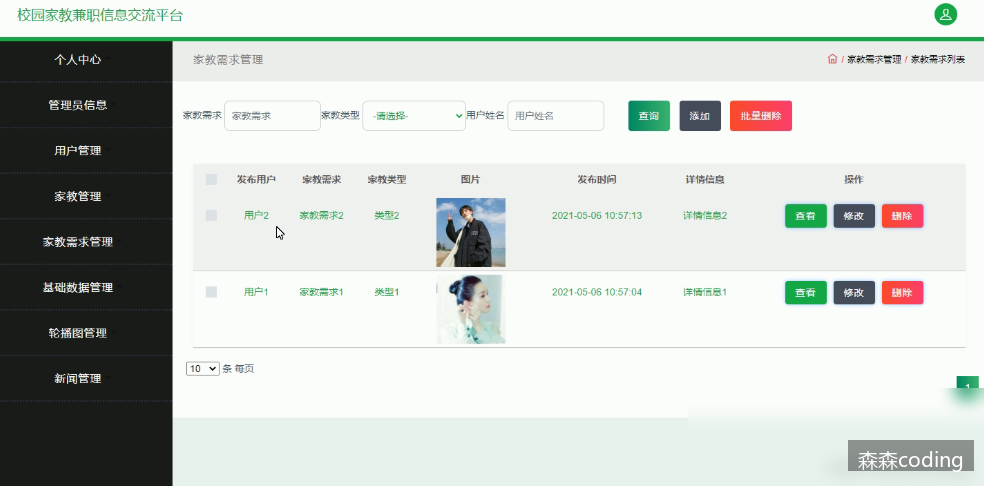 校园家教兼职信息交流平台
个人中心
管理员信息
用户管理
家教管理
家教需求管理
基础数据管理
轮播图管理
新闻管理
家教需求管理
/ 家教需求管理 / 家教需求列表
家教需求 家教需求 家教类型 -请选择- 用户姓名 用户姓名 查询 添加 批量删除
发布用户 家教需求 家教类型 图片 发布时间 详情信息 操作
用户2 家教需求2 类型2 2021-05-06 10:57:13 详情信息2 查看 修改 删除
用户1 家教需求1 类型1 2021-05-06 10:57:04 详情信息1 查看 修改 删除
10 条 每页
1
森森coding